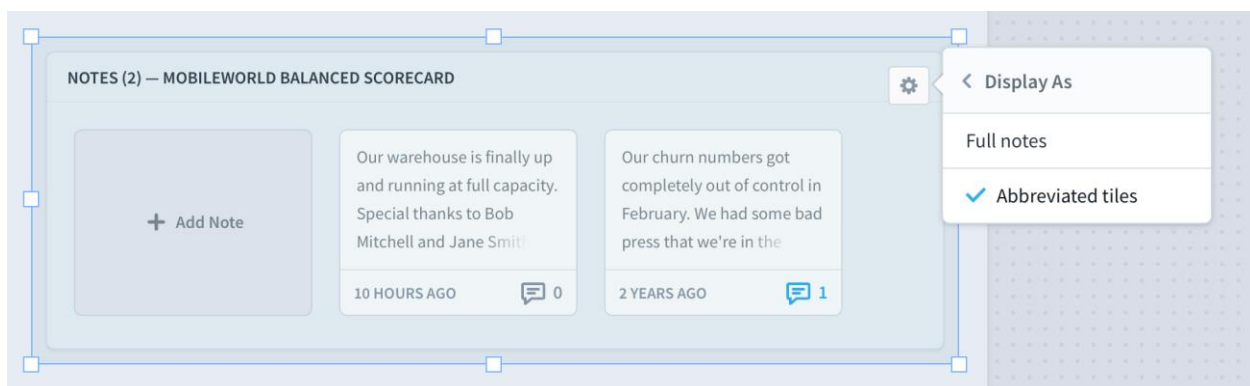 NOTES (2) — MOBILEWORLD BALANCED SCORECARD
Display As
Full notes
Abbreviated tiles
Add Note
Our warehouse is finally up
and running at full capacity.
Special thanks to Bob
Mitchell and Jane Smith
10 HOURS AGO
0
Our churn numbers got
completely out of control in
February. We had some bad
press that we're in the
2 YEARS AGO
1